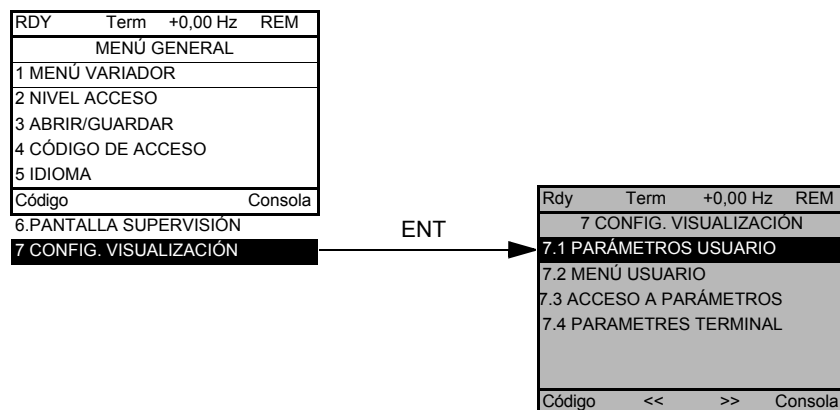 RDY Term +0,00 Hz REM
MENÚ GENERAL
1 MENÚ VARIADOR
2 NIVEL ACCESO
3 ABRIR/GUARDAR
4 CÓDIGO DE ACCESO
5 IDIOMA
Código Consola
6.PANTALLA SUPERVISIÓN
7 CONFIG. VISUALIZACIÓN
ENT
Rdy Term +0,00 Hz REM
7 CONFIG. VISUALIZACIÓN
7.1 PARÁMETROS USUARIO
7.2 MENÚ USUARIO
7.3 ACCESO A PARÁMETROS
7.4 PARAMETRES TERMINAL
Código << >> Consola